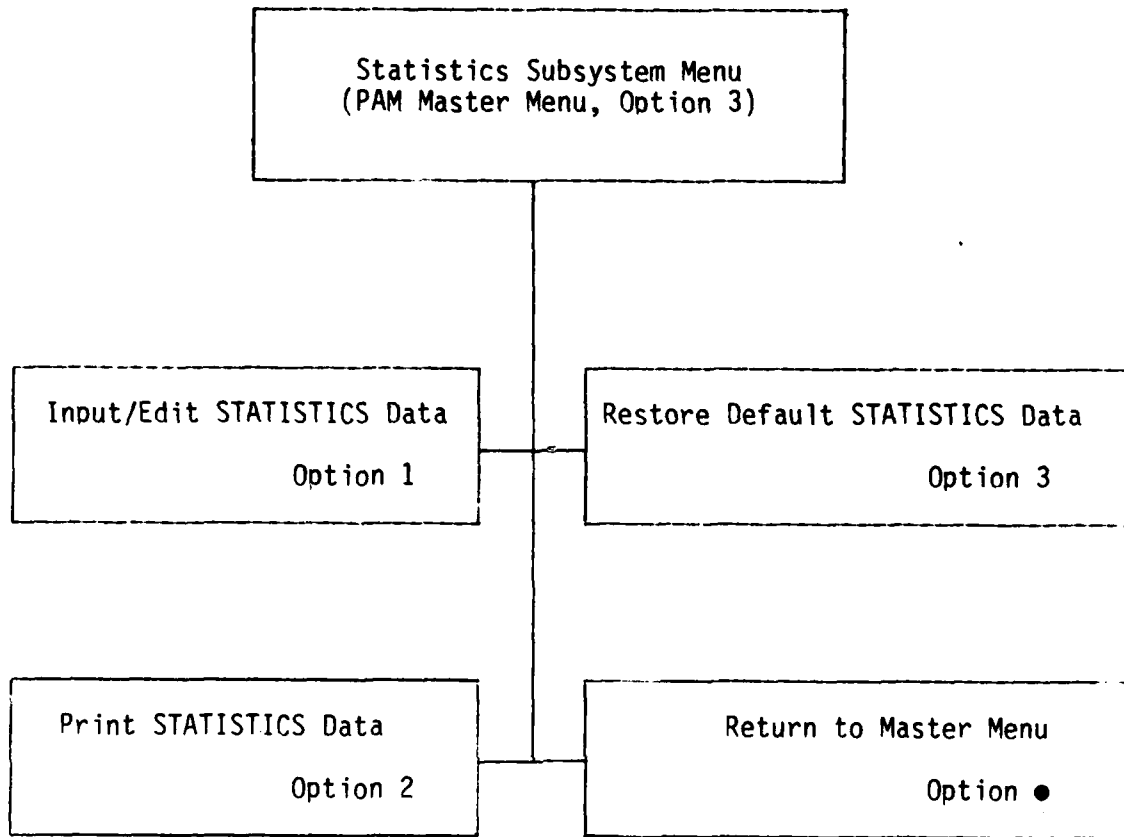 Statistics Subsystem Menu
(PAM Master Menu, Option 3)
Input/Edit STATISTICS Data
Option 1
Restore Default STATISTICS Data
Option 3
Print STATISTICS Data
Option 2
Return to Master Menu
Option ●